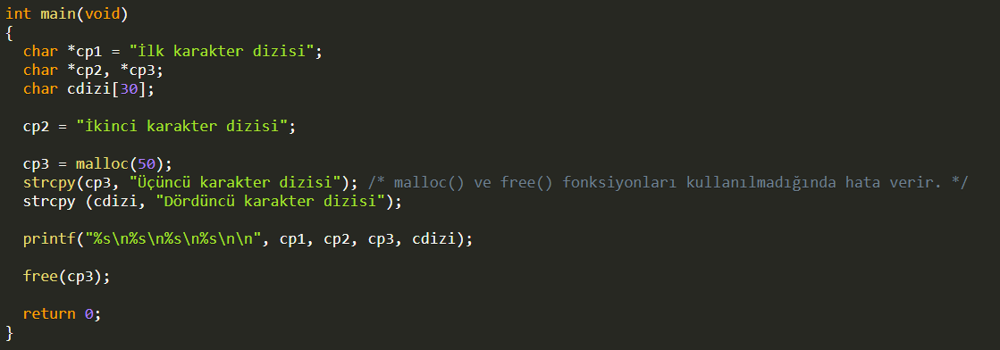 int main(void)
{
char *cp1 = "İlk karakter dizisi";
char *cp2, *cp3;
char cdizi[30];
cp2 = "İkinci karakter dizisi";
cp3 = malloc(50);
strcpy(cp3, "Üçüncü karakter dizisi"); /* malloc() ve free() fonksiyonları kullanılmadığında hata verir. */
strcpy (cdizi, "Dördüncü karakter dizisi");
printf("%s\n%s\n%s\n%s\n\n", cp1, cp2, cp3, cdizi);
free(cp3);
return 0;
}